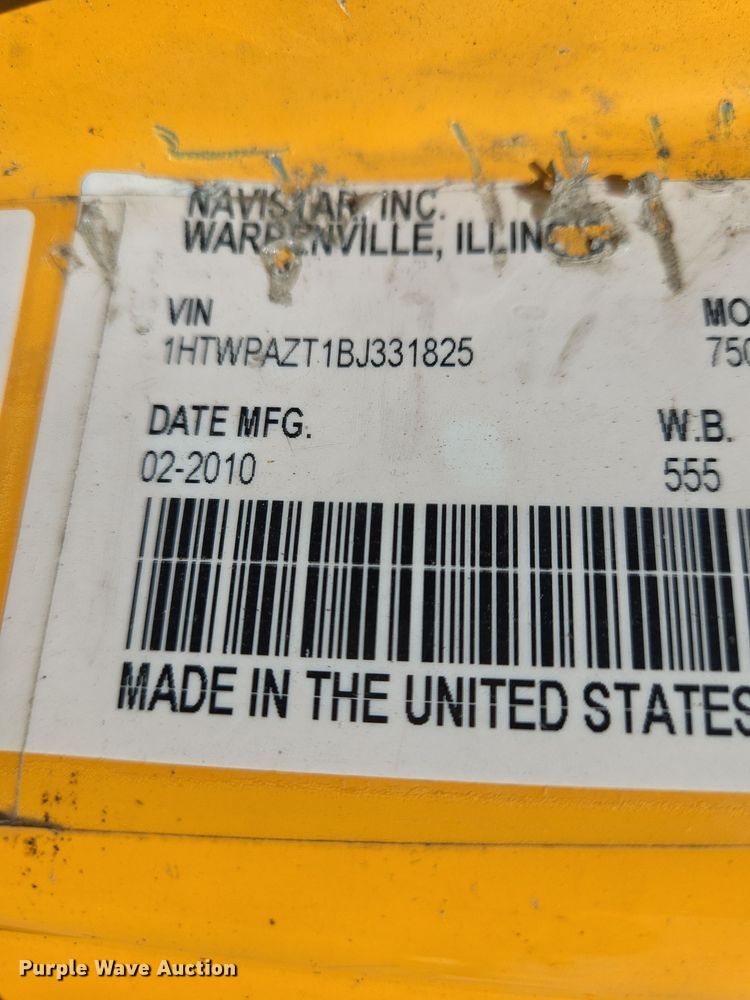 NAVISTAR, INC.
WARRENVILLE, ILLINOIS
VIN MO
1HTWPAZT1BJ331825 750
DATE MFG. W.B.
02-2010 555
MADE IN THE UNITED STATES
Purple Wave Auction